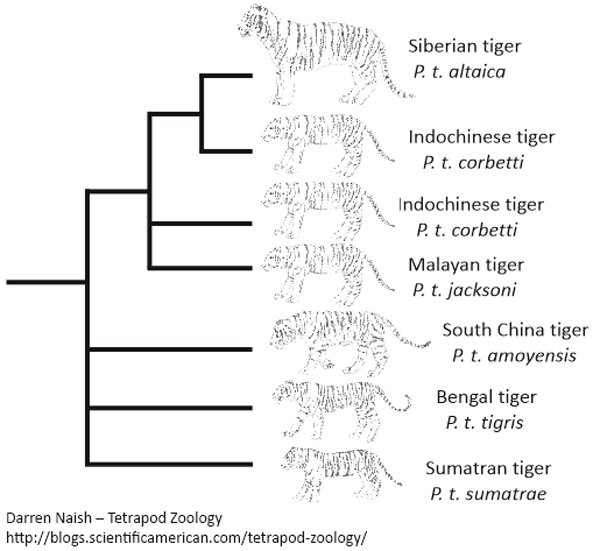 Siberian tiger
P. t. altaica
Indochinese tiger
P. t. corbetti
Indochinese tiger
P. t. corbetti
Malayan tiger
P. t. jacksoni
South China tiger
P. t. amoyensis
Bengal tiger
P. t. tigris
Sumatran tiger
P. t. sumatrae
Darren Naish – Tetrapod Zoology
http://blogs.scientificamerican.com/tetrapod-zoology/